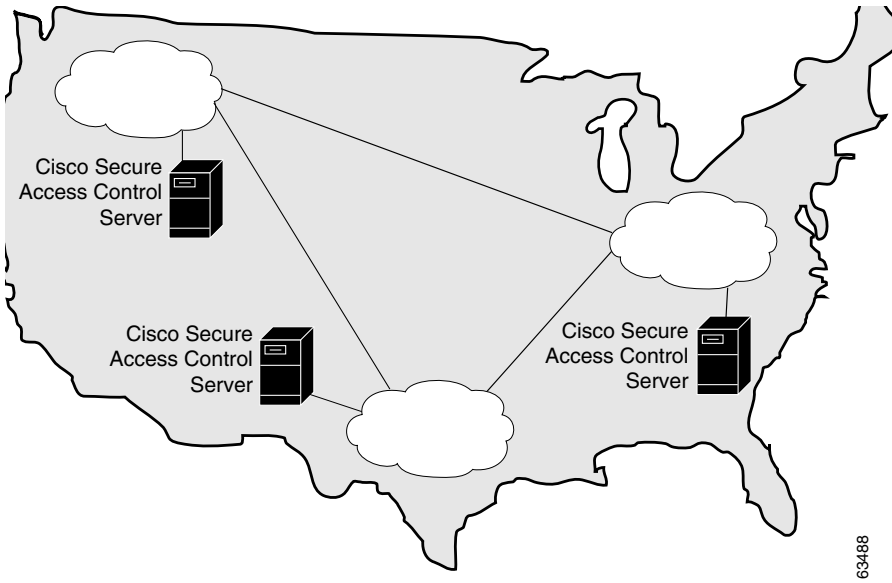 Cisco Secure
Access Control
Server
Cisco Secure
Access Control
Server
Cisco Secure
Access Control
Server
63488